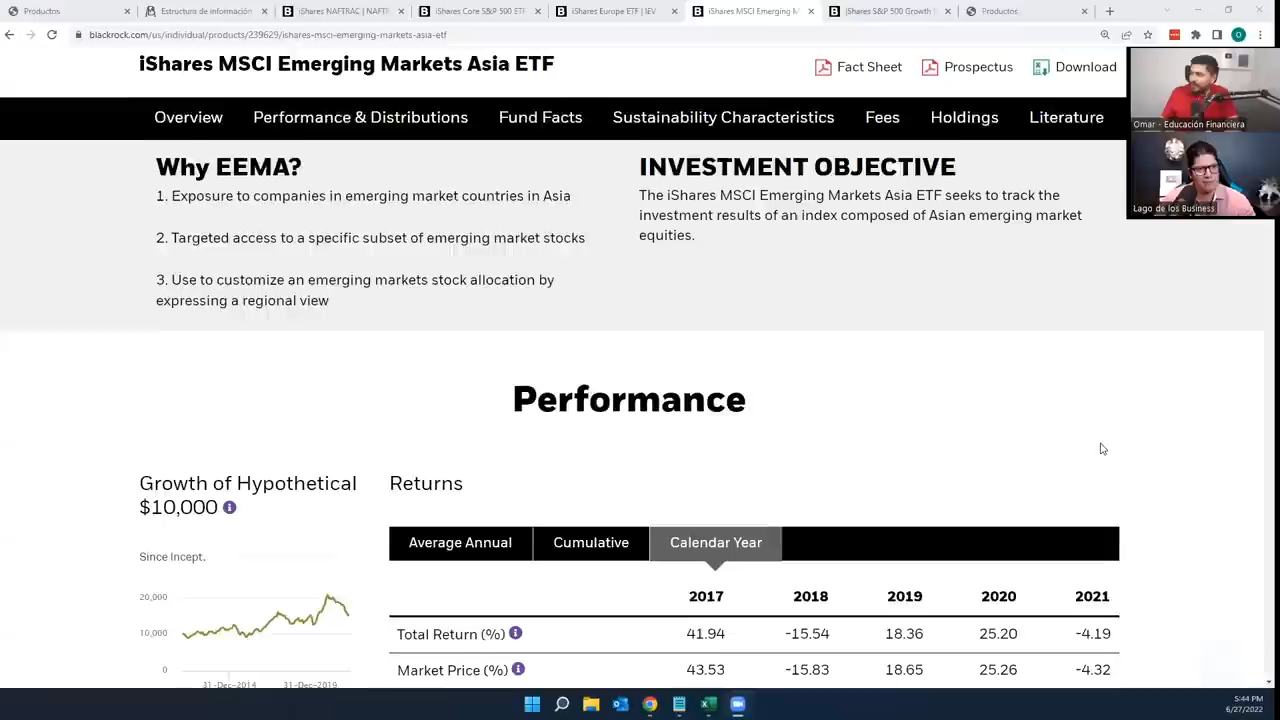 Productos
Estructura de información
iShares NAFTRAC | NAFT
iShares Core S&P 500 ETF
iShares Europe ETF | IEV
iShares MSCI Emerging M
iShares S&P 500 Growth
Productos
blackrock.com/us/individual/products/239629/ishares-msci-emerging-markets-asia-etf
iShares MSCI Emerging Markets Asia ETF
Fact Sheet
Prospectus
Download
Overview
Performance & Distributions
Fund Facts
Sustainability Characteristics
Fees
Holdings
Literature
Omar - Educación Financiera
Lago de los Business
Why EEMA?
1. Exposure to companies in emerging market countries in Asia
2. Targeted access to a specific subset of emerging market stocks
3. Use to customize an emerging markets stock allocation by
expressing a regional view
INVESTMENT OBJECTIVE
The iShares MSCI Emerging Markets Asia ETF seeks to track the
investment results of an index composed of Asian emerging market
equities.
Performance
Growth of Hypothetical
$10,000
Since Incept.
20,000
10,000
0
31-Dec-2014 31-Dec-2019
Returns
Average Annual
Cumulative
Calendar Year
2017 2018 2019 2020 2021
Total Return (%) 41.94 -15.54 18.36 25.20 -4.19
Market Price (%) 43.53 -15.83 18.65 25.26 -4.32
5:44 PM
6/27/2022